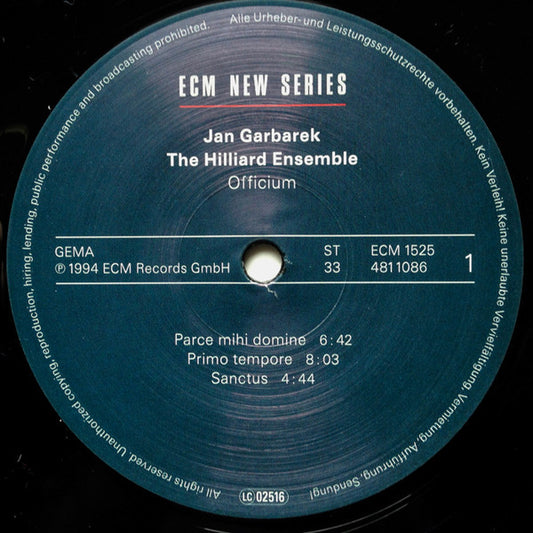 ECM NEW SERIES
Jan Garbarek
The Hilliard Ensemble
Officium
GEMA ST ECM 1525
℗ 1994 ECM Records GmbH 33 481 1086 1
Parce mihi domine 6:42
Primo tempore 8:03
Sanctus 4:44
All rights reserved. Unauthorized copying, reproduction, hiring, lending, public performance and broadcasting prohibited.
Alle Urheber- und Leistungsschutzrechte vorbehalten. Kein Verleih! Keine unerlaubte Vervielfältigung, Vermietung, Aufführung, Sendung!
LC 02516